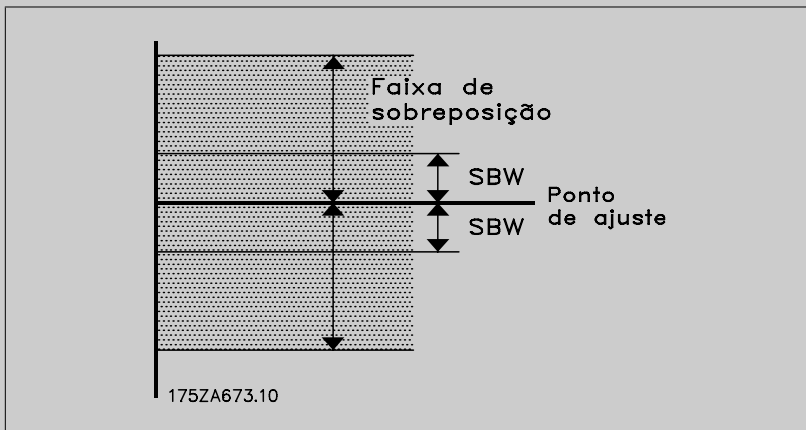 Faixa de
sobreposição
SBW
Ponto
de ajuste
SBW
175ZA673.10